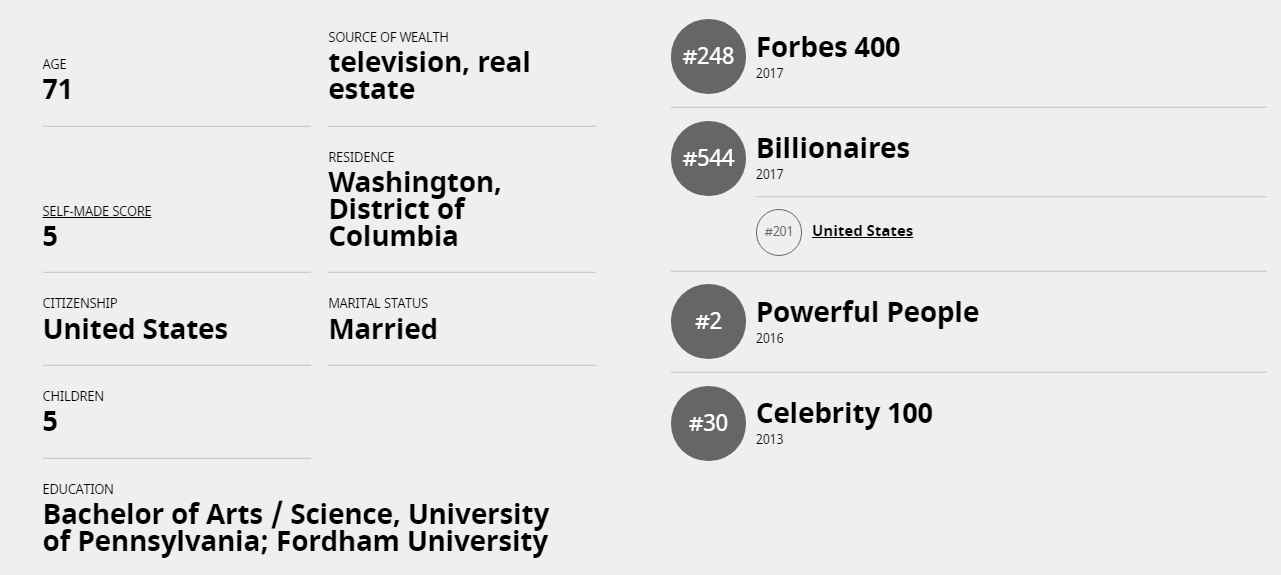 AGE
71
SOURCE OF WEALTH
television, real
estate
SELF-MADE SCORE
5
RESIDENCE
Washington,
District of
Columbia
CITIZENSHIP
United States
MARITAL STATUS
Married
CHILDREN
5
EDUCATION
Bachelor of Arts / Science, University
of Pennsylvania; Fordham University
#248
Forbes 400
2017
#544
Billionaires
2017
#201
United States
#2
Powerful People
2016
#30
Celebrity 100
2013